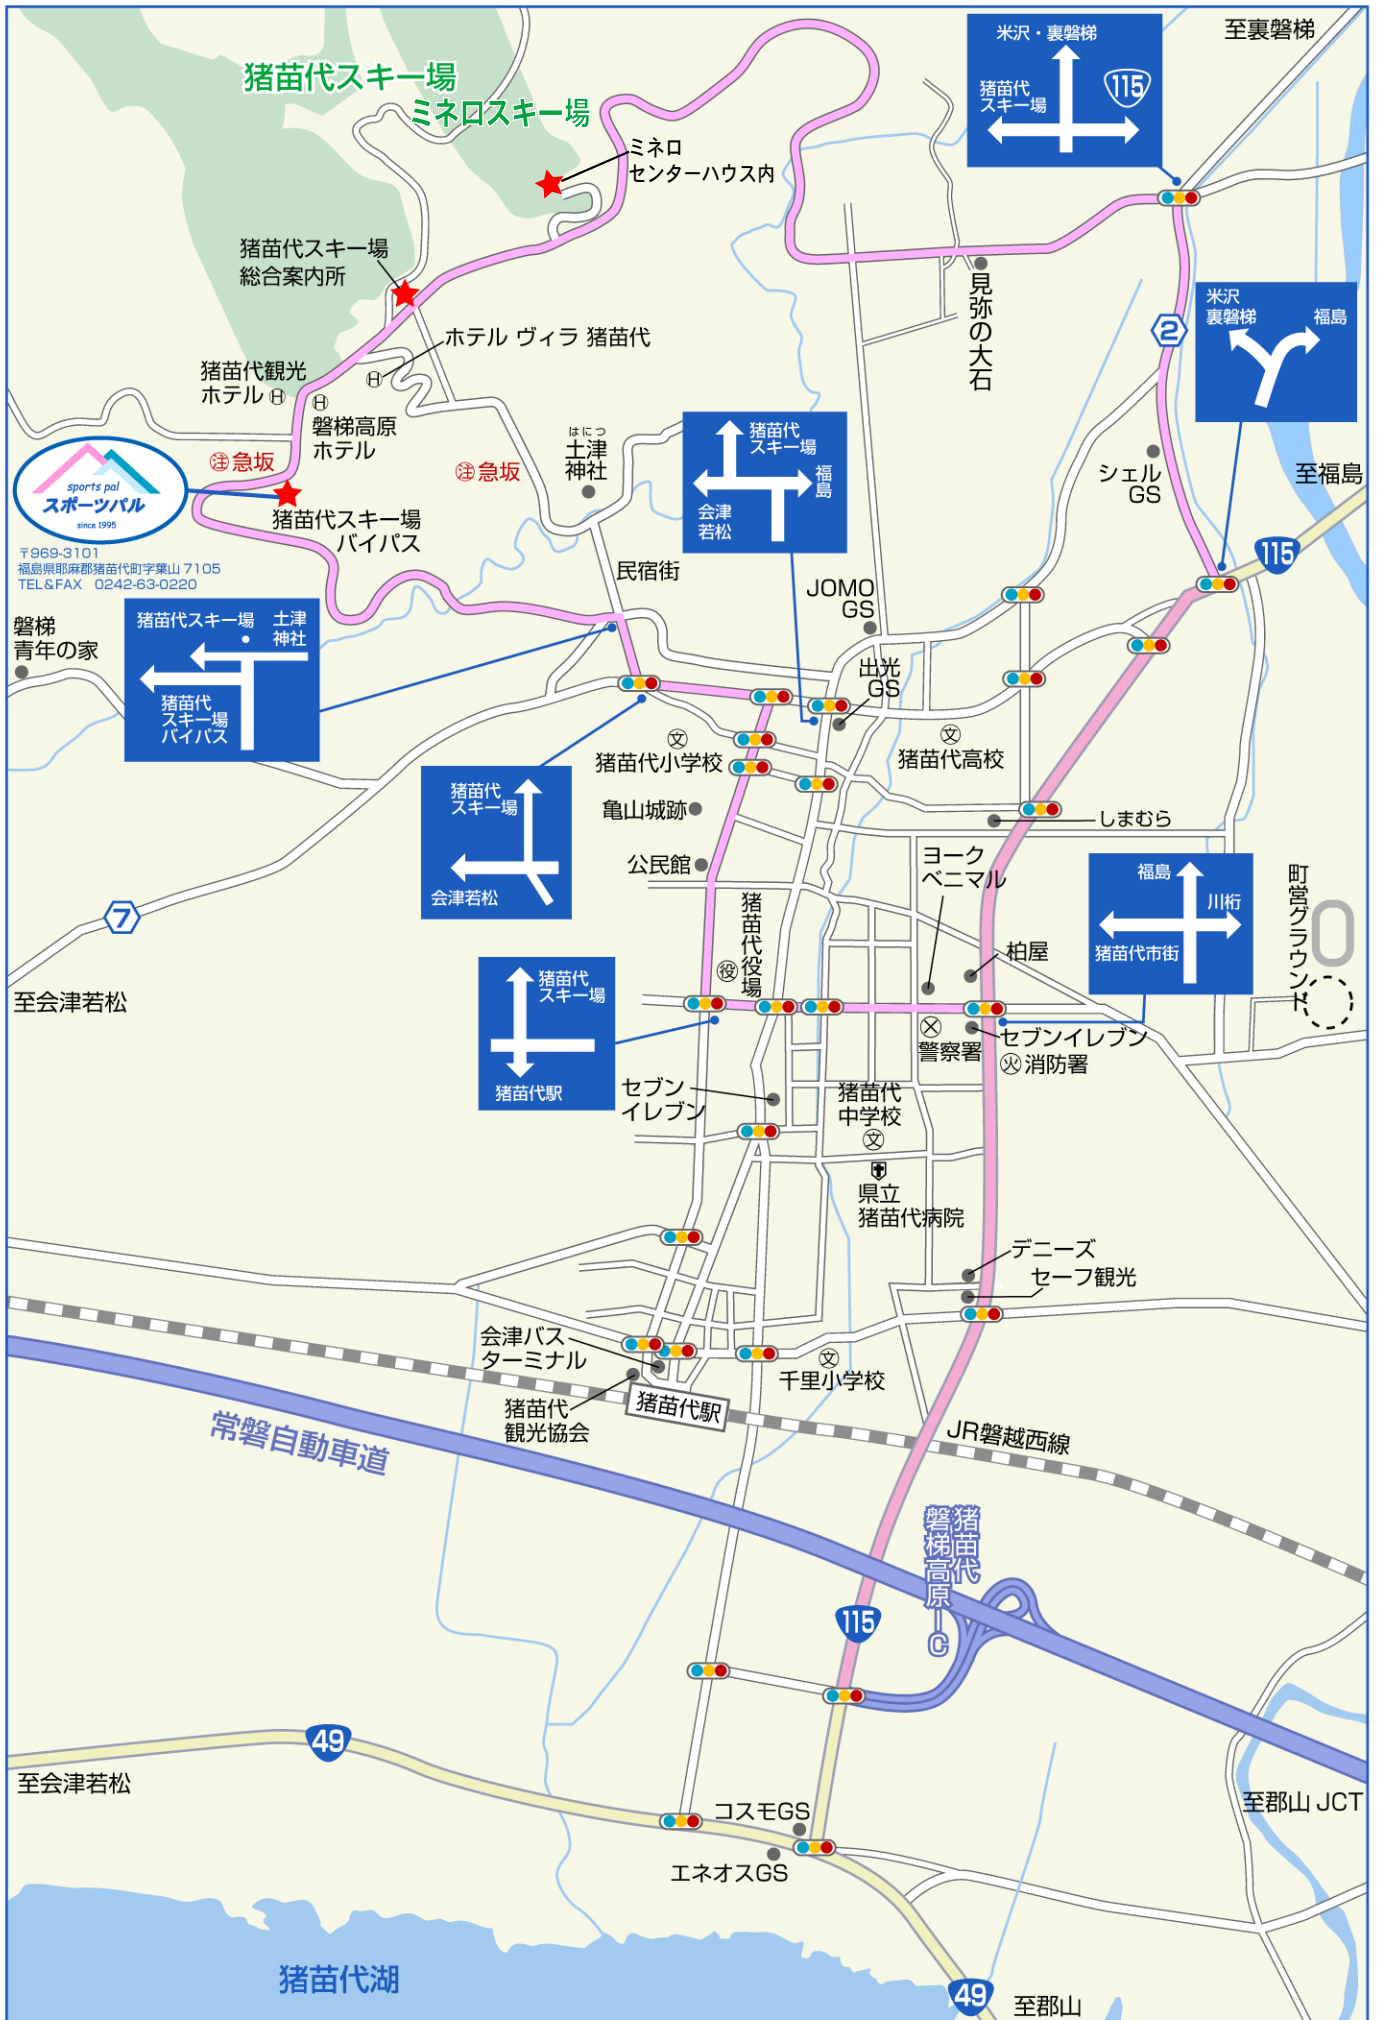 至裏磐梯
米沢・裏磐梯
猪苗代
スキー場
115
猪苗代スキー場
ミネロスキー場
ミネロ
センターハウス内
猪苗代スキー場
総合案内所
見弥の大石
2
米沢
裏磐梯
福島
ホテル ヴィラ 猪苗代
H
猪苗代観光
ホテル H
H
磐梯高原
ホテル
注急坂
注急坂
はにつ
土津
神社
猪苗代
スキー場
福島
会津
若松
シェル
GS
至福島
115
sports pal
スポーツパル
since 1995
猪苗代スキー場
バイパス
〒969-3101
福島県耶麻郡猪苗代町字葉山 7105
TEL&FAX 0242-63-0220
民宿街
JOMO
GS
磐梯
青年の家
猪苗代スキー場
土津
神社
猪苗代
スキー場
バイパス
出光
GS
文
猪苗代小学校
文
猪苗代高校
猪苗代
スキー場
会津若松
亀山城跡
しまむら
公民館
ヨーク
ベニマル
福島
川桁
猪苗代市街
町営グラウンド
7
猪苗代役場
役
柏屋
至会津若松
猪苗代
スキー場
猪苗代駅
警察署
セブンイレブン
火消防署
セブン
イレブン
猪苗代
中学校
文
県立
猪苗代病院
デニーズ
セーフ観光
会津バス
ターミナル
文
千里小学校
猪苗代
観光協会
猪苗代駅
JR磐越西線
常磐自動車道
猪苗代
磐梯高原IC
115
49
至会津若松
コスモGS
至郡山 JCT
エネオスGS
猪苗代湖
49
至郡山